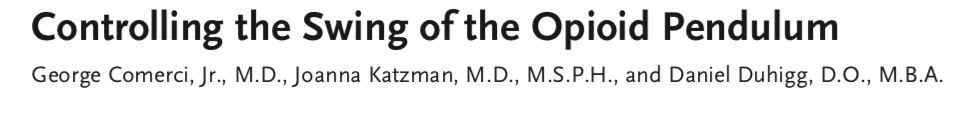 Controlling the Swing of the Opioid Pendulum
George Comerci, Jr., M.D., Joanna Katzman, M.D., M.S.P.H., and Daniel Duhigg, D.O., M.B.A.